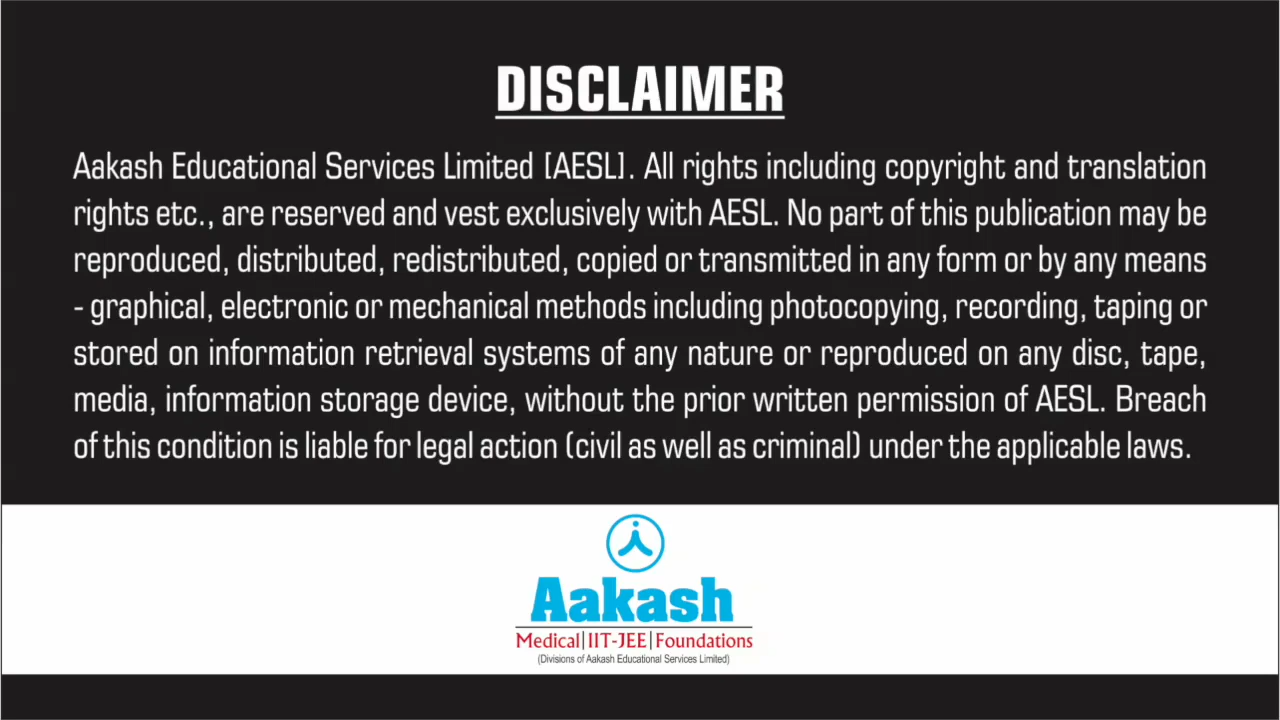 DISCLAIMER
Aakash Educational Services Limited [AESL]. All rights including copyright and translation
rights etc., are reserved and vest exclusively with AESL. No part of this publication may be
reproduced, distributed, redistributed, copied or transmitted in any form or by any means
- graphical, electronic or mechanical methods including photocopying, recording, taping or
stored on information retrieval systems of any nature or reproduced on any disc, tape,
media, information storage device, without the prior written permission of AESL. Breach
of this condition is liable for legal action (civil as well as criminal) under the applicable laws.
Aakash
Medical|IIT-JEE|Foundations
(Divisions of Aakash Educational Services Limited)